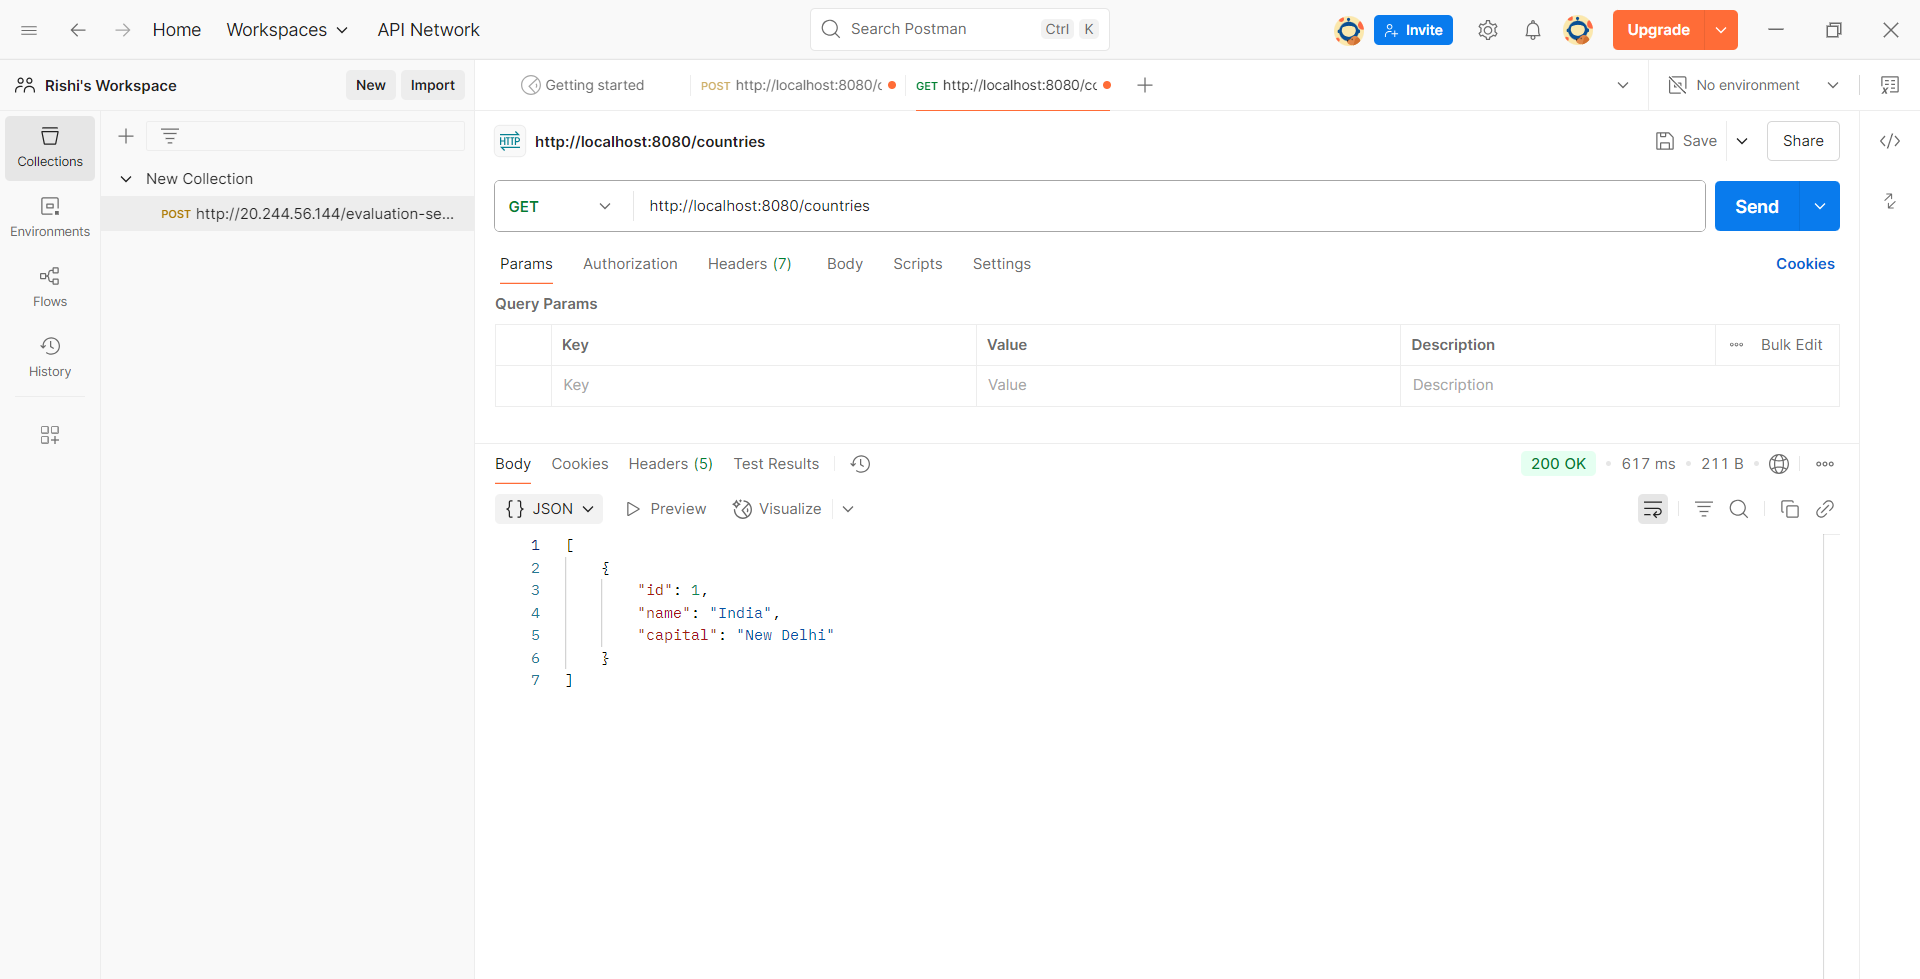 Home
Workspaces
API Network
Search Postman
Ctrl K
Invite
Upgrade
Rishi's Workspace
New
Import
Getting started
POST http://localhost:8080/c
GET http://localhost:8080/cc
No environment
Collections
Environments
Flows
History
New Collection
POST http://20.244.56.144/evaluation-se...
HTTP http://localhost:8080/countries
Save
Share
GET
http://localhost:8080/countries
Send
Params
Authorization
Headers (7)
Body
Scripts
Settings
Cookies
Query Params
Key
Value
Description
Bulk Edit
Key
Value
Description
Body
Cookies
Headers (5)
Test Results
200 OK
617 ms
211 B
{} JSON
Preview
Visualize
1 [
2 {
3 "id": 1,
4 "name": "India",
5 "capital": "New Delhi"
6 }
7 ]